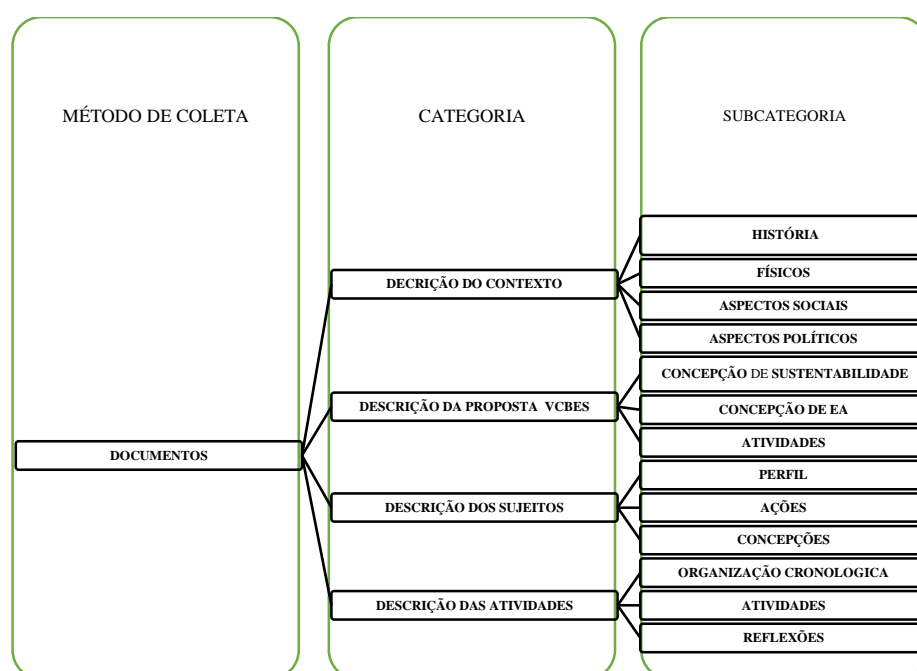 MÉTODO DE COLETA
CATEGORIA
SUBCATEGORIA
HISTÓRIA
FÍSICOS
DECRIÇÃO DO CONTEXTO
ASPECTOS SOCIAIS
ASPECTOS POLÍTICOS
CONCEPÇÃO DE SUSTENTABILIDADE
DESCRIÇÃO DA PROPOSTA VCBES
CONCEPÇÃO DE EA
ATIVIDADES
DOCUMENTOS
PERFIL
DESCRIÇÃO DOS SUJEITOS
AÇÕES
CONCEPÇÕES
ORGANIZAÇÃO CRONOLOGICA
DESCRIÇÃO DAS ATIVIDADES
ATIVIDADES
REFLEXÕES